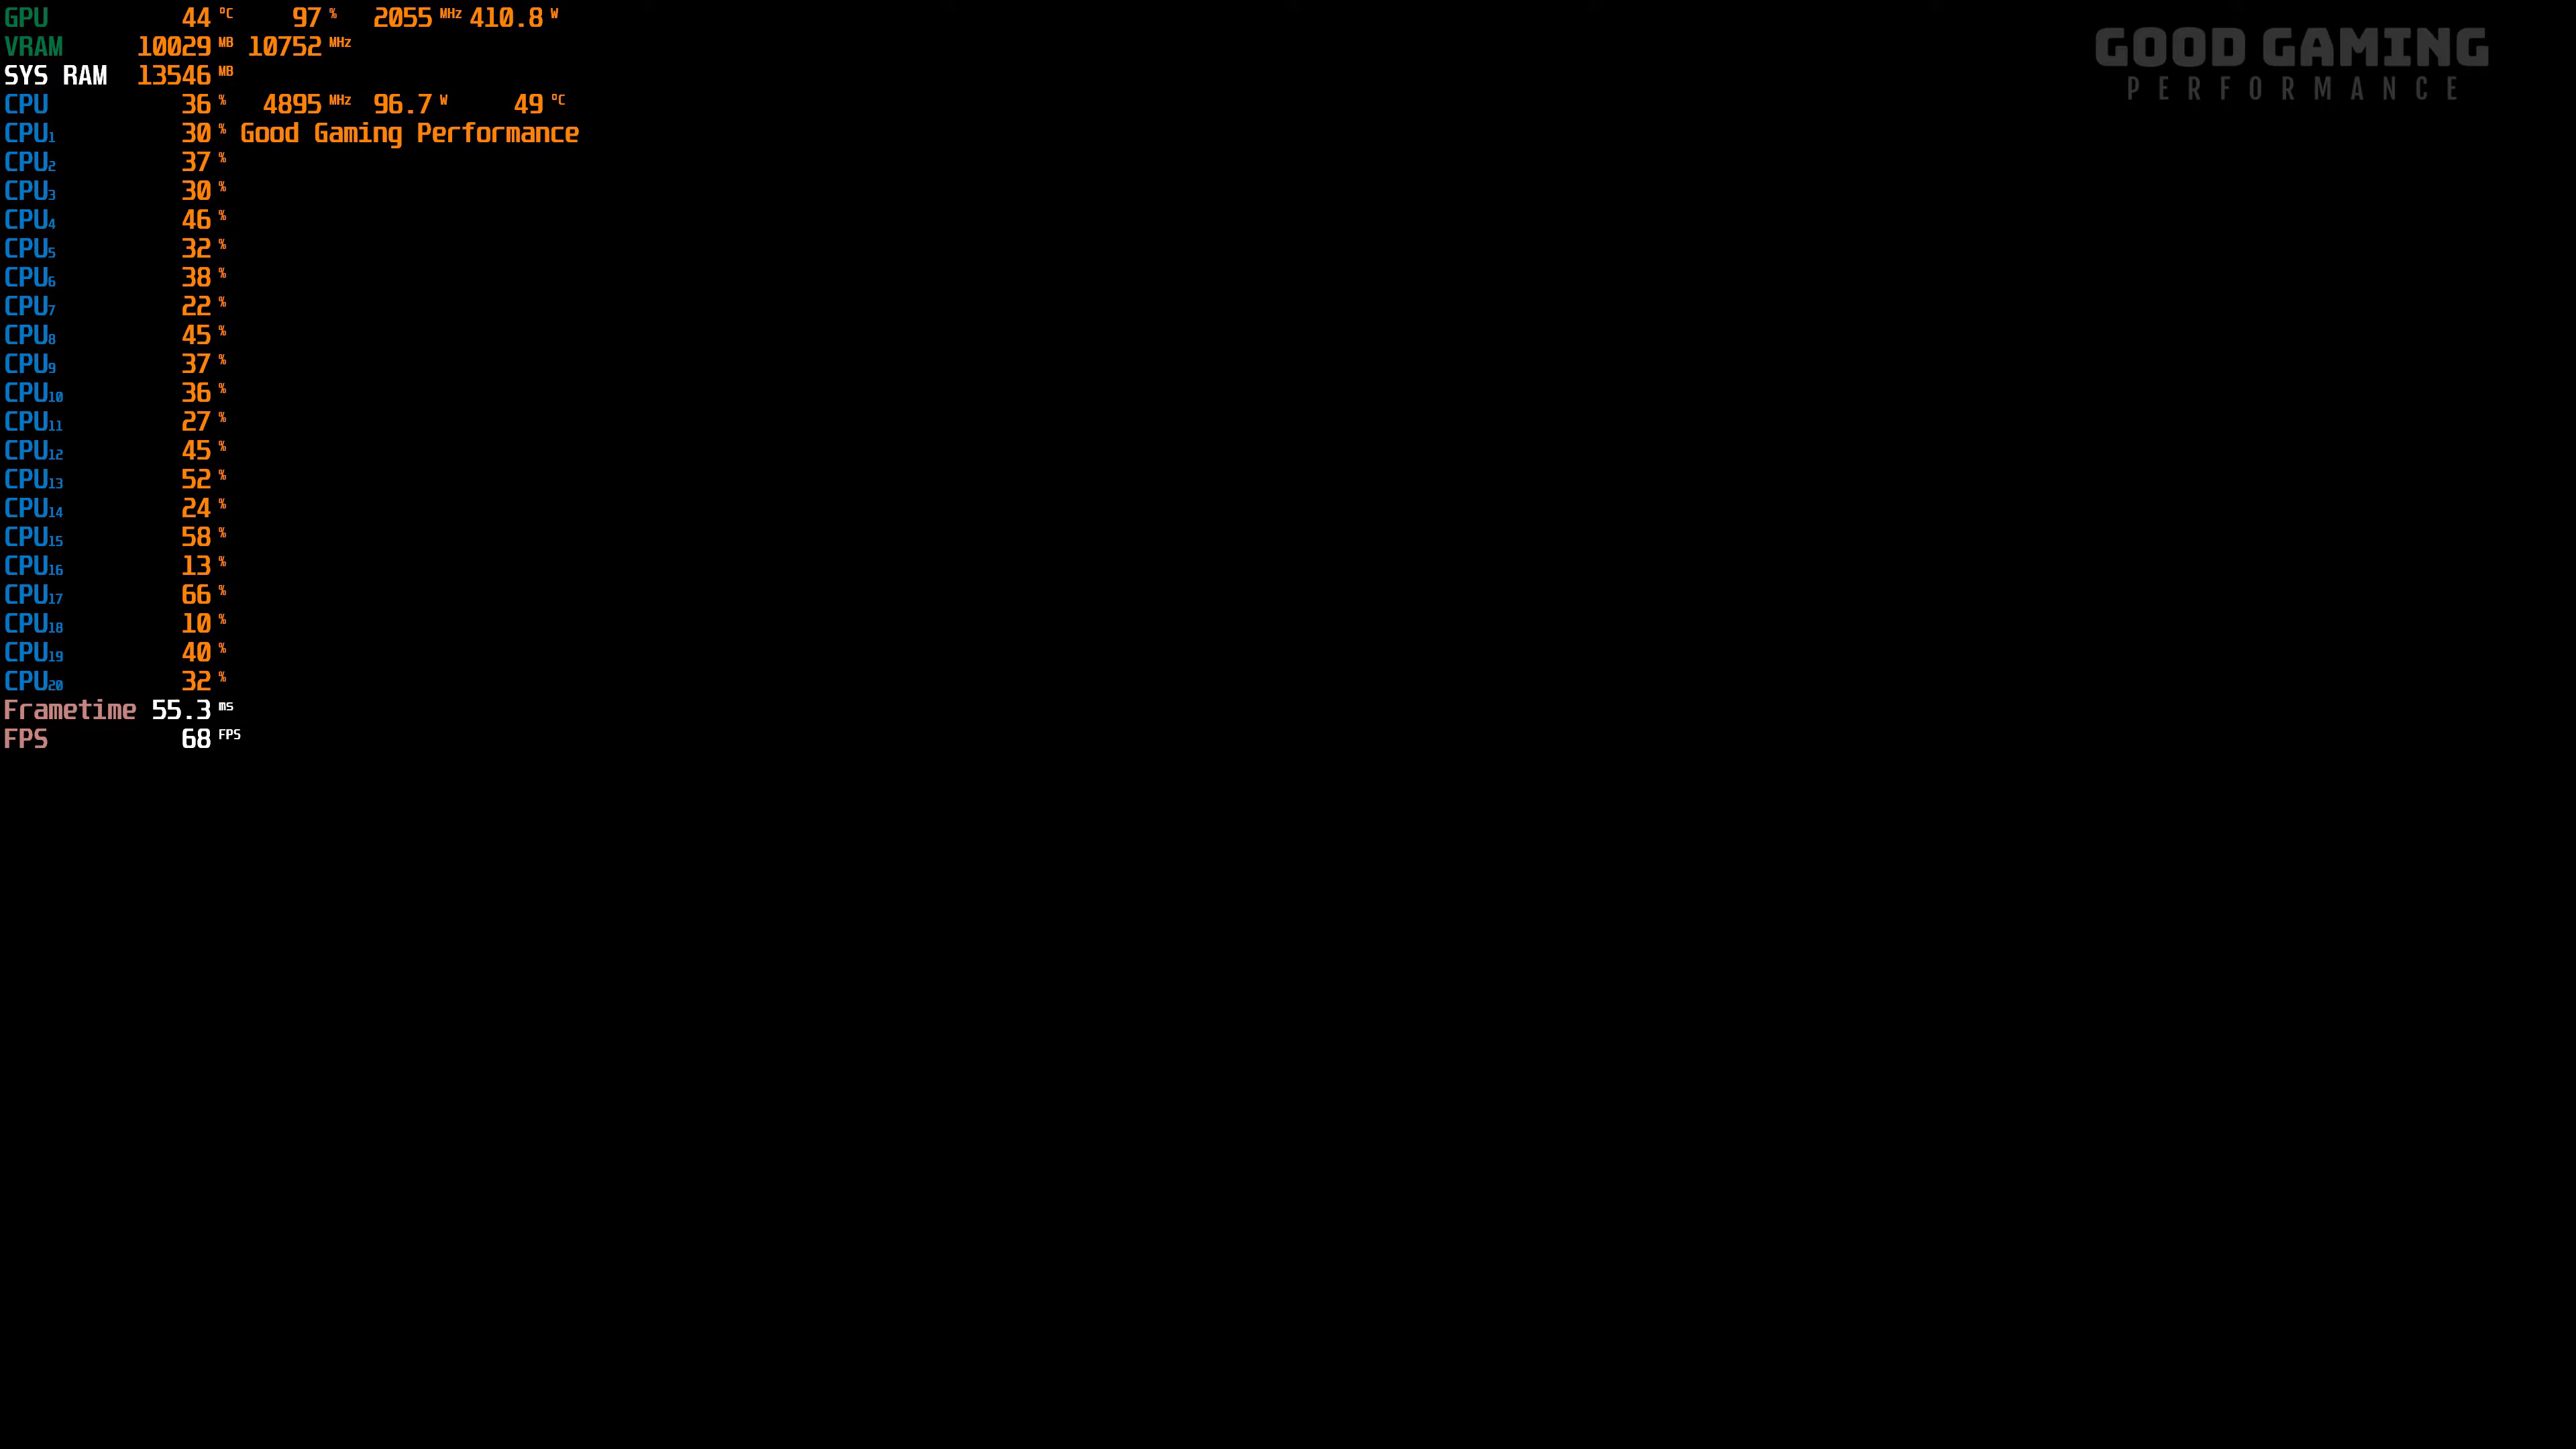 GPU 44 °C 97 % 2055 MHz 410.8 W
VRAM 10029 MB 10752 MHz
SYS RAM 13546 MB
CPU 36 % 4895 MHz 96.7 W 49 °C
CPU1 30 % Good Gaming Performance
CPU2 37 %
CPU3 30 %
CPU4 46 %
CPU5 32 %
CPU6 38 %
CPU7 22 %
CPU8 45 %
CPU9 37 %
CPU10 36 %
CPU11 27 %
CPU12 45 %
CPU13 52 %
CPU14 24 %
CPU15 58 %
CPU16 13 %
CPU17 66 %
CPU18 10 %
CPU19 40 %
CPU20 32 %
Frametime 55.3 ms
FPS 68 FPS
GOOD GAMING
PERFORMANCE